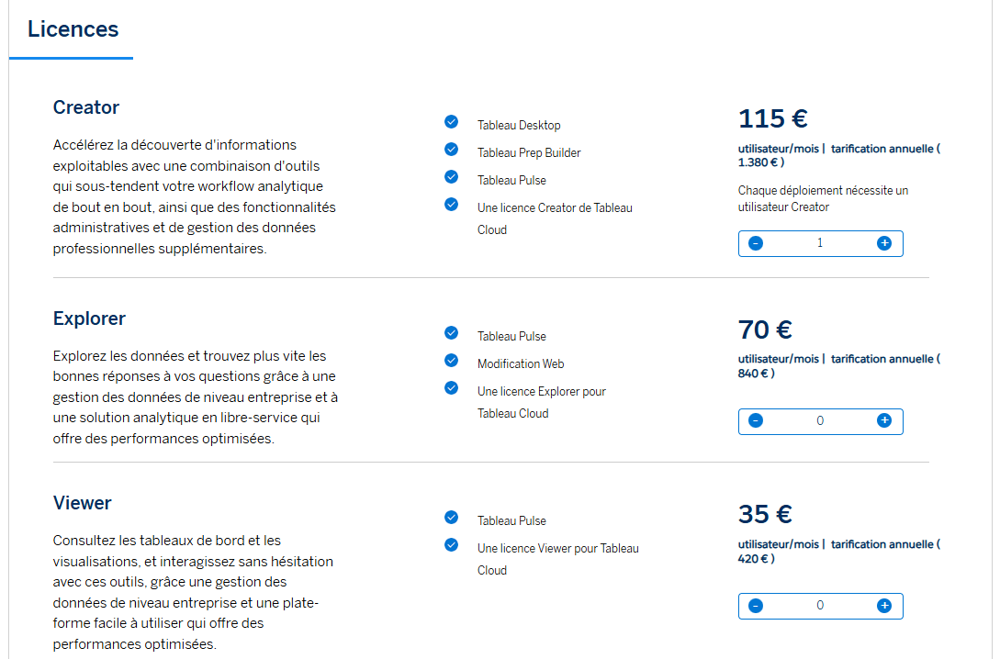 Licences
Creator
Accélérez la découverte d'informations
exploitables avec une combinaison d'outils
qui sous-tendent votre workflow analytique
de bout en bout, ainsi que des fonctionnalités
administratives et de gestion des données
professionnelles supplémentaires.
Tableau Desktop
Tableau Prep Builder
Tableau Pulse
Une licence Creator de Tableau
Cloud
115 €
utilisateur/mois | tarification annuelle (
1.380 € )
Chaque déploiement nécessite un
utilisateur Creator
- 1 +
Explorer
Explorez les données et trouvez plus vite les
bonnes réponses à vos questions grâce à une
gestion des données de niveau entreprise et à
une solution analytique en libre-service qui
offre des performances optimisées.
Tableau Pulse
Modification Web
Une licence Explorer pour
Tableau Cloud
70 €
utilisateur/mois | tarification annuelle (
840 € )
- 0 +
Viewer
Consultez les tableaux de bord et les
visualisations, et interagissez sans hésitation
avec ces outils, grâce une gestion des
données de niveau entreprise et une plate-
forme facile à utiliser qui offre des
performances optimisées.
Tableau Pulse
Une licence Viewer pour Tableau
Cloud
35 €
utilisateur/mois | tarification annuelle (
420 € )
- 0 +